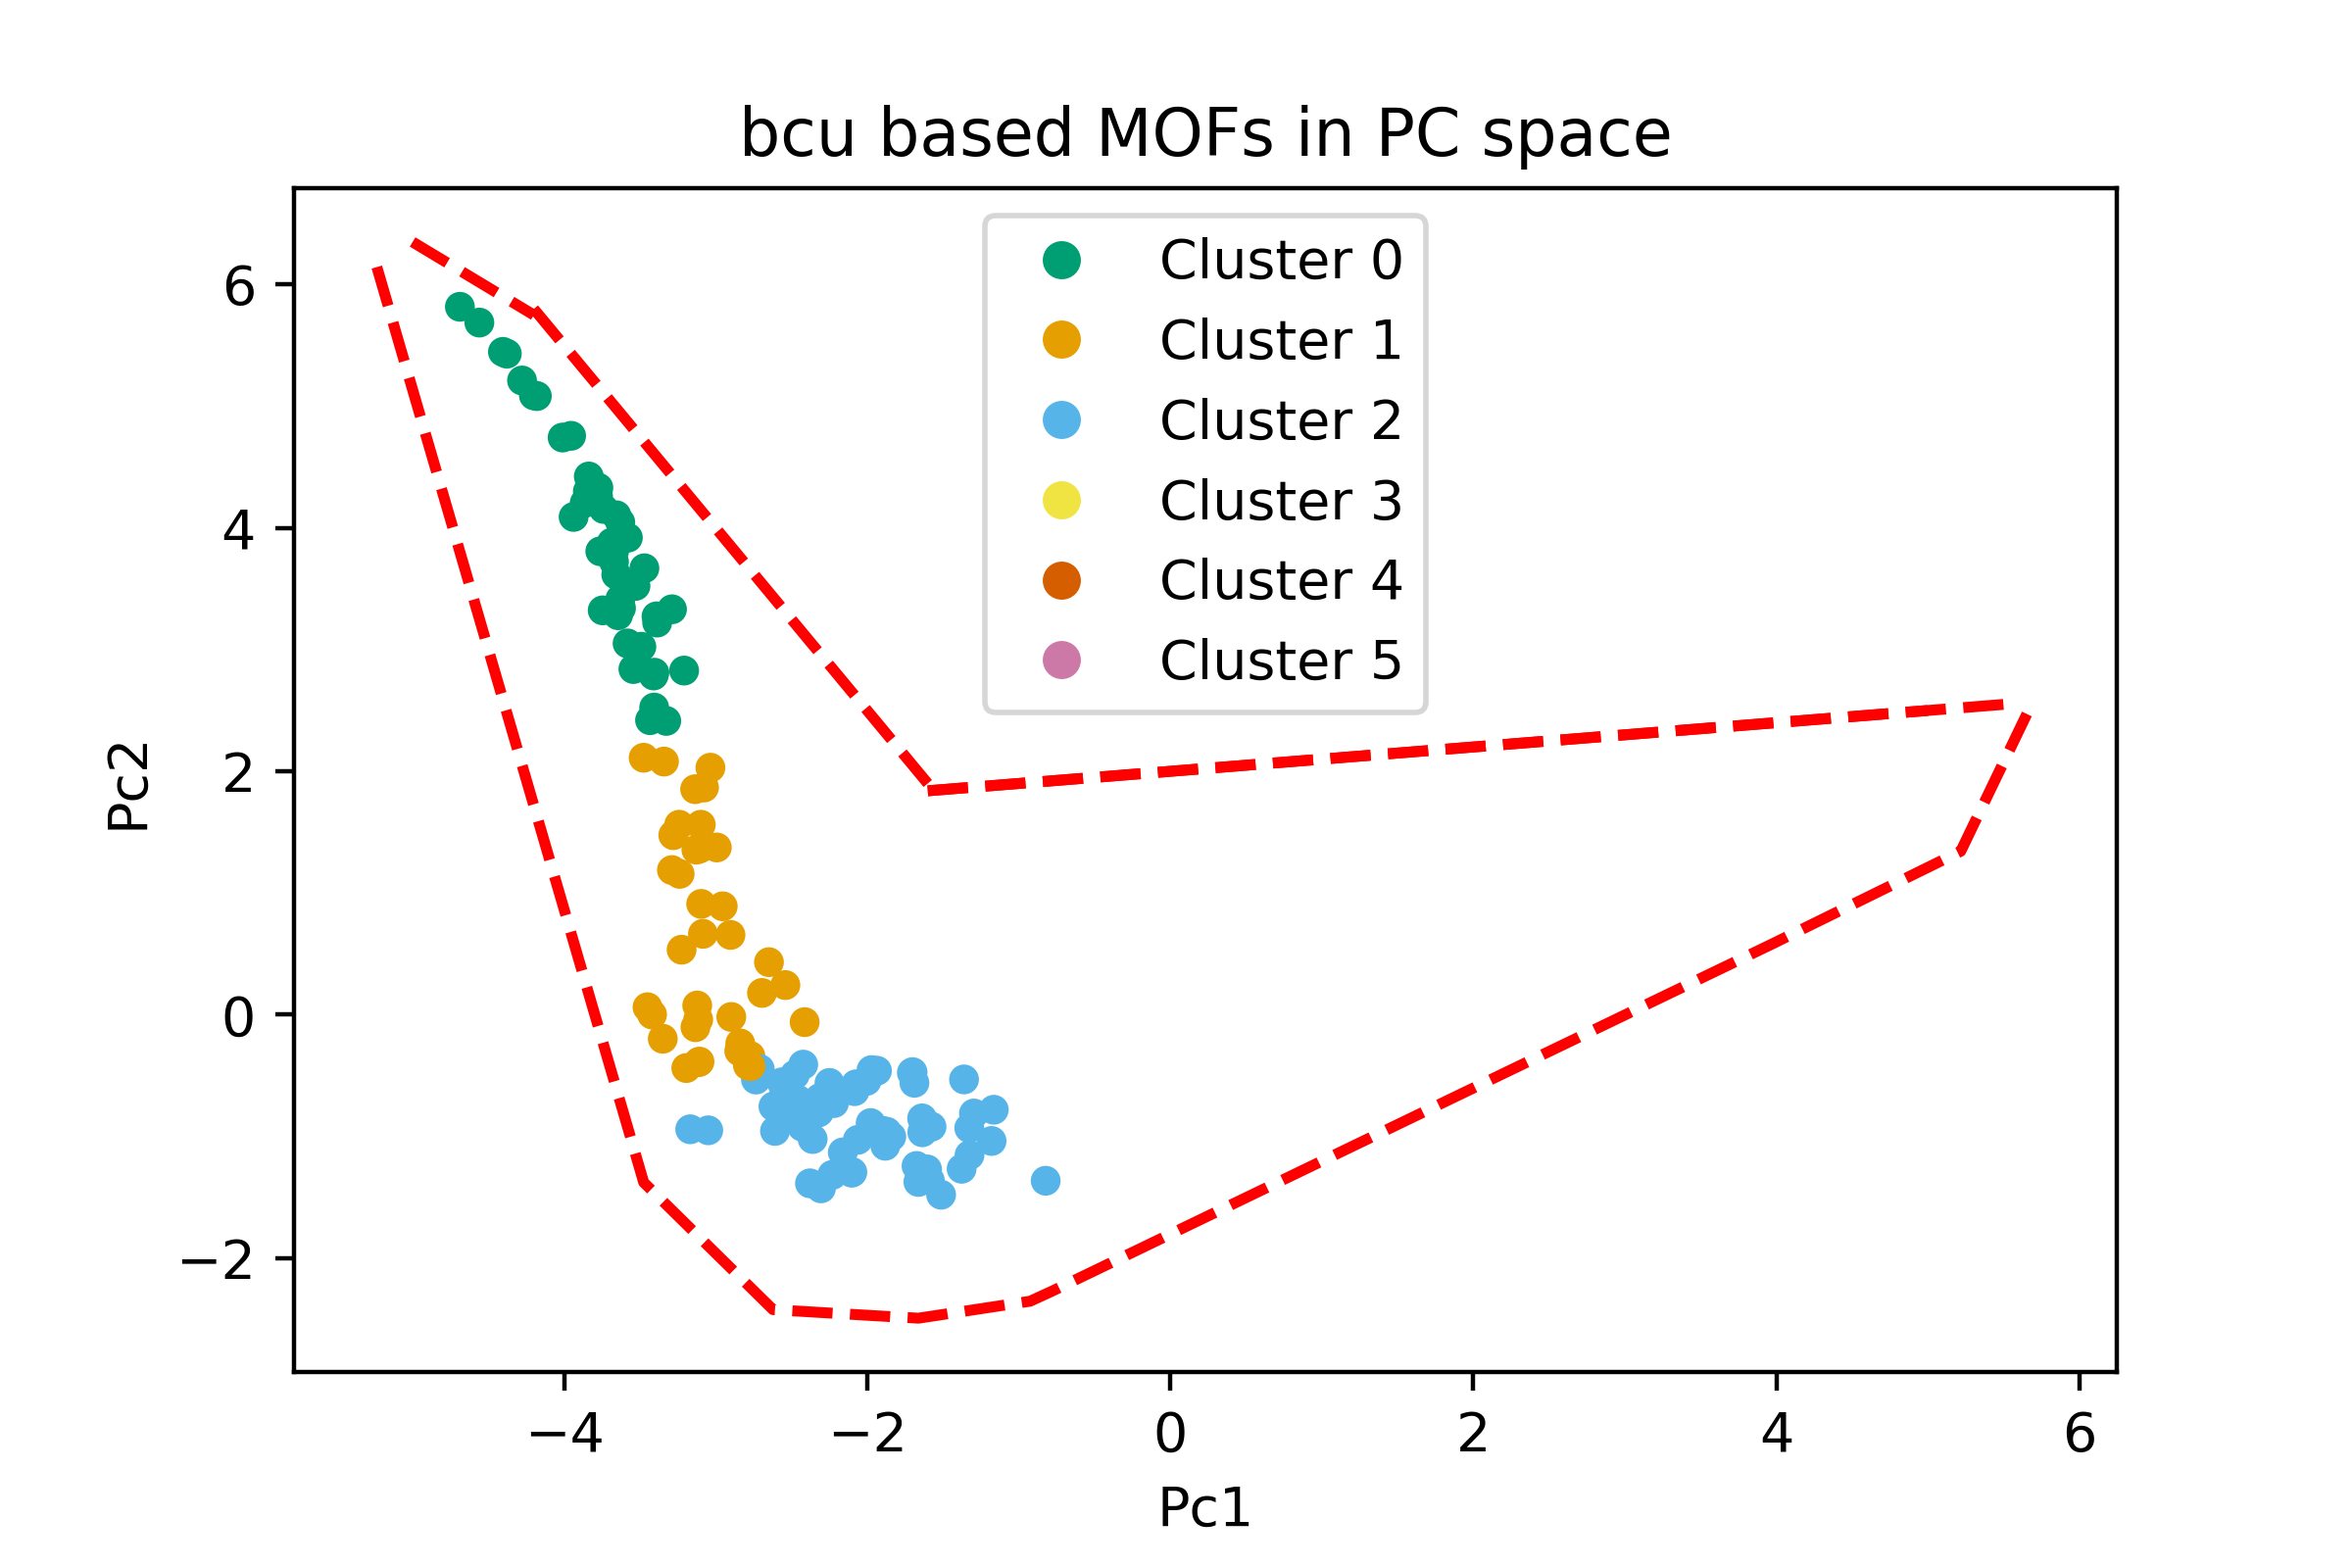 bcu based MOFs in PC space
Cluster 0
Cluster 1
Cluster 2
Cluster 3
Cluster 4
Cluster 5
6
4
2
0
−2
Pc2
−4 −2 0 2 4 6
Pc1